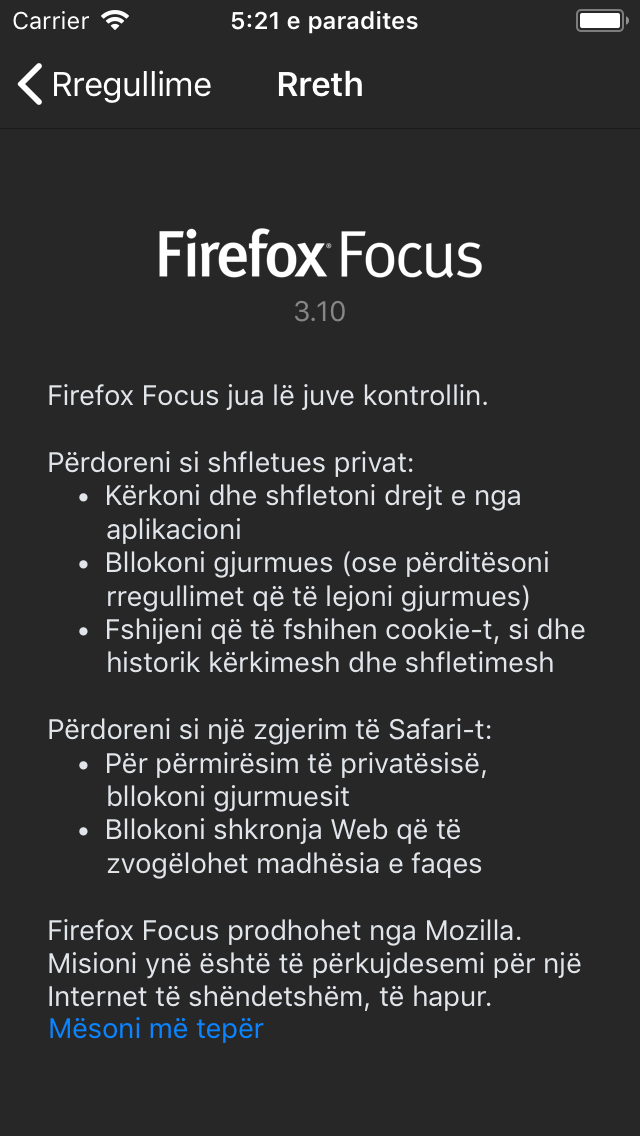 Carrier 5:21 e paradites
Rregullime Rreth
Firefox Focus
3.10
Firefox Focus jua lë juve kontrollin.
Përdoreni si shfletues privat:
• Kërkoni dhe shfletoni drejt e nga
aplikacioni
• Bllokoni gjurmues (ose përditësoni
rregullimet që të lejoni gjurmues)
• Fshijeni që të fshihen cookie-t, si dhe
historik kërkimesh dhe shfletimesh
Përdoreni si një zgjerim të Safari-t:
• Për përmirësim të privatësisë,
bllokoni gjurmuesit
• Bllokoni shkronja Web që të
zvogëlohet madhësia e faqes
Firefox Focus prodhohet nga Mozilla.
Misioni ynë është të përkujdesemi për një
Internet të shëndetshëm, të hapur.
Mësoni më tepër